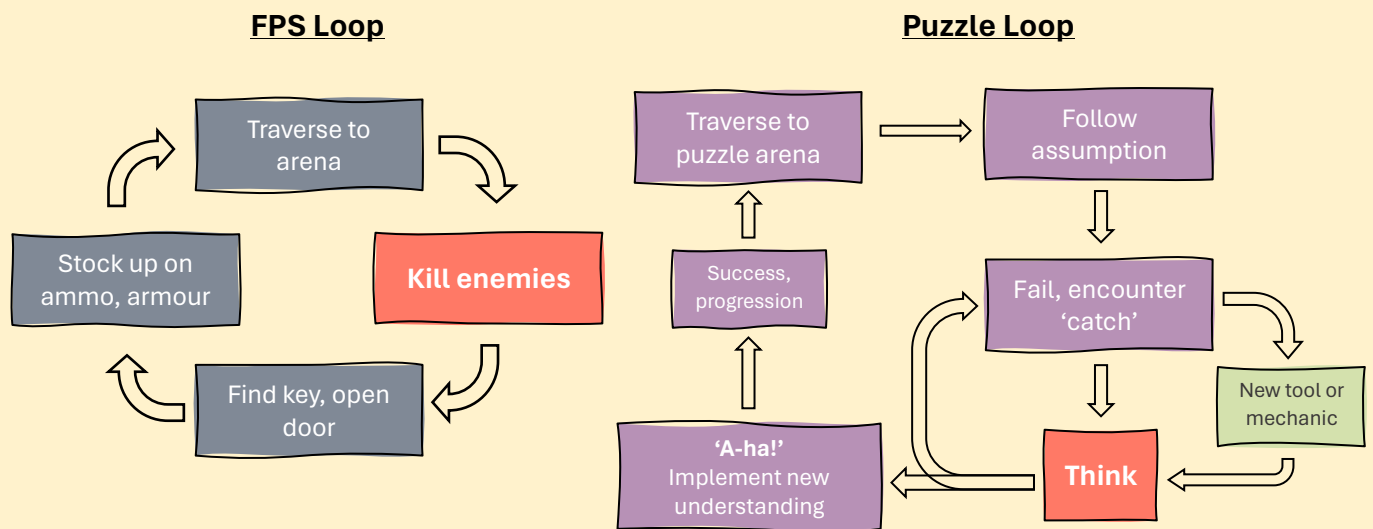 FPS Loop
Traverse to
arena
Kill enemies
Find key, open
door
Stock up on
ammo, armour
Puzzle Loop
Traverse to
puzzle arena
Follow
assumption
Fail, encounter
‘catch’
New tool or
mechanic
Think
‘A-ha!’
Implement new
understanding
Success,
progression